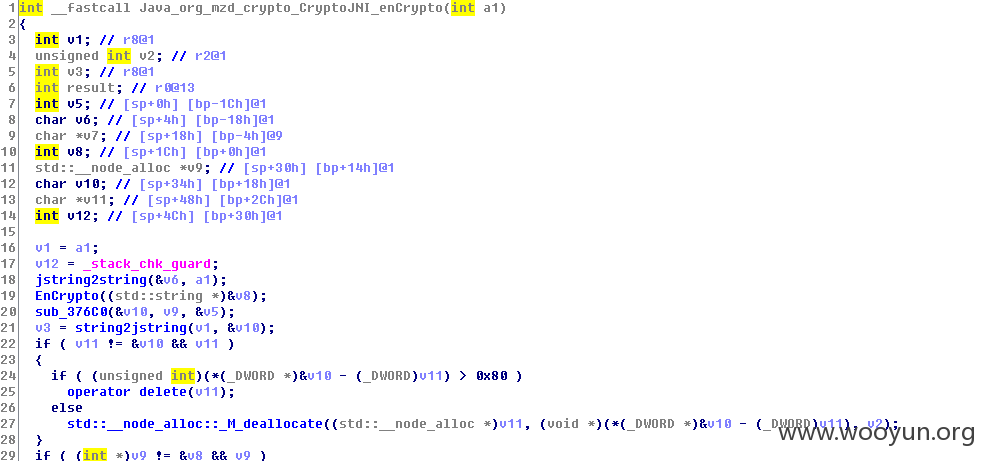 1 int __fastcall Java_org_mzd_crypto_CryptoJNI_enCrypto(int a1)
2 {
3 int v1; // r8@1
4 unsigned int v2; // r2@1
5 int v3; // r8@1
6 int result; // r0@13
7 int v5; // [sp+0h] [bp-1Ch]@1
8 char v6; // [sp+4h] [bp-18h]@1
9 char *v7; // [sp+18h] [bp-4h]@9
10 int v8; // [sp+1Ch] [bp+0h]@1
11 std::__node_alloc *v9; // [sp+30h] [bp+14h]@1
12 char v10; // [sp+34h] [bp+18h]@1
13 char *v11; // [sp+48h] [bp+2Ch]@1
14 int v12; // [sp+4Ch] [bp+30h]@1
15
16 v1 = a1;
17 v12 = _stack_chk_guard;
18 jstring2string(&v6, a1);
19 EnCrypto((std::string *)&v8);
20 sub_376C0(&v10, v9, &v5);
21 v3 = string2jstring(v1, &v10);
22 if ( v11 != &v10 && v11 )
23 {
24 if ( (unsigned int)(*(_DWORD *)&v10 - (_DWORD)v11) > 0x80 )
25 operator delete(v11);
26 else
27 std::__node_alloc::_M_deallocate((std::__node_alloc *)v11, (void *)(*(_DWORD *)&v10 - (_DWORD)v11), v2);
28 }
29 if ( (int *)v9 != &v8 && v9 )
www.wooyun.org